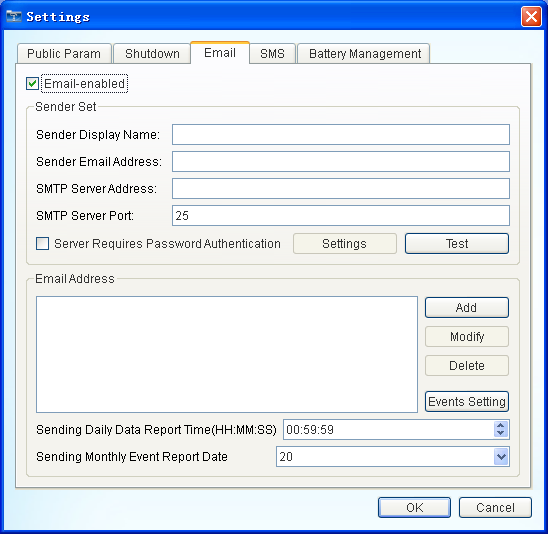 Settings
Public Param Shutdown Email SMS Battery Management
Email-enabled
Sender Set
Sender Display Name:
Sender Email Address:
SMTP Server Address:
SMTP Server Port: 25
Server Requires Password Authentication Settings Test
Email Address
Add
Modify
Delete
Events Setting
Sending Daily Data Report Time(HH:MM:SS) 00:59:59
Sending Monthly Event Report Date 20
OK Cancel